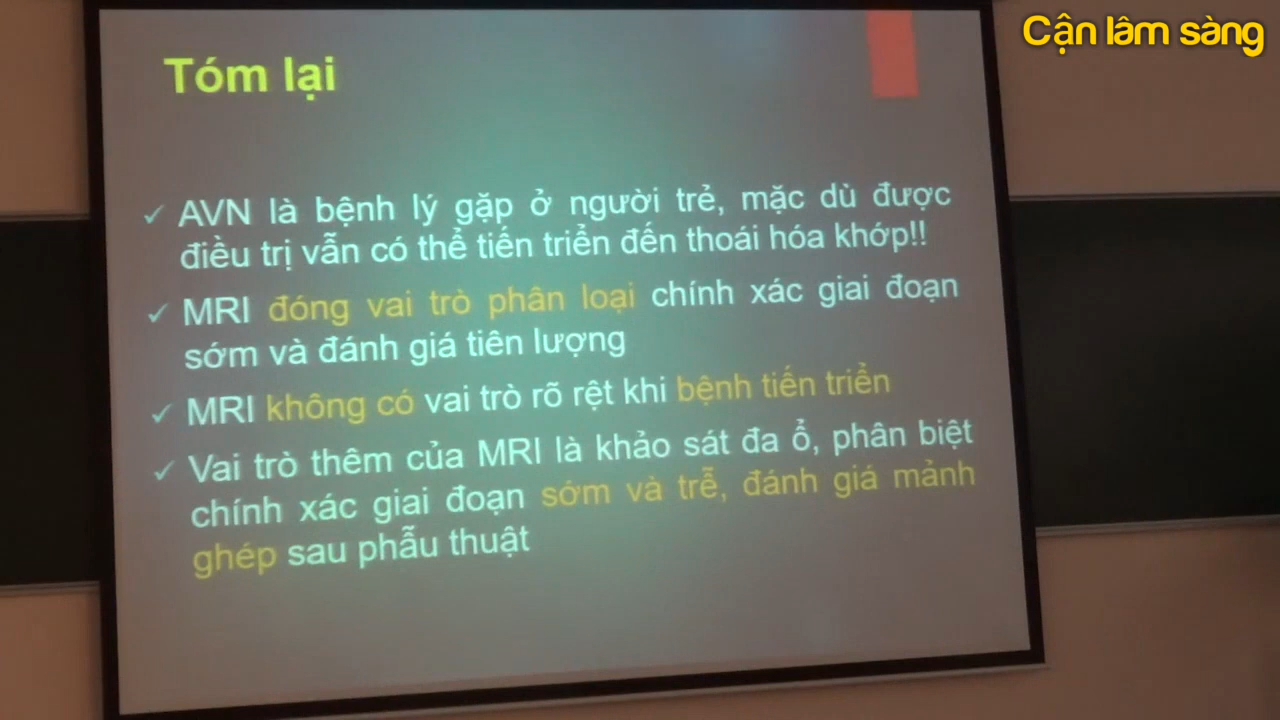 Cận lâm sàng
Tóm lại
✓ AVN là bệnh lý gặp ở người trẻ, mặc dù được
điều trị vẫn có thể tiến triển đến thoái hóa khớp!!
✓ MRI đóng vai trò phân loại chính xác giai đoạn
sớm và đánh giá tiên lượng
✓ MRI không có vai trò rõ rệt khi bệnh tiến triển
✓ Vai trò thêm của MRI là khảo sát đa ổ, phân biệt
chính xác giai đoạn sớm và trễ, đánh giá mảnh
ghép sau phẫu thuật